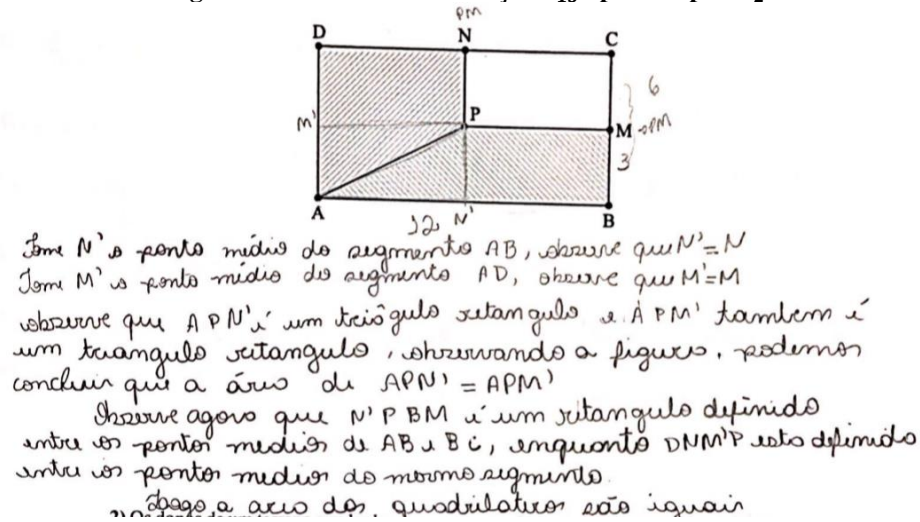 PM
D N C
M' P 6
M → PM
3
A 12 N' B
Tome N' o ponto médio do segmento AB, observe que N'=N
Tome M' o ponto médio do segmento AD, observe que M'=M
observe que APN' é um triôgulo retangulo e APM' tambem é
um triangulo retangulo, observando a figura, podemos
concluir que a área de APN' = APM'
Observe agora que N'PBM é um retangulo definido
entre os pontos medios de AB e BC, enquanto DNM'P esta definido
entre os pontos medios do mesmo segmento.
Logo a area dos quadrilateros são iguais